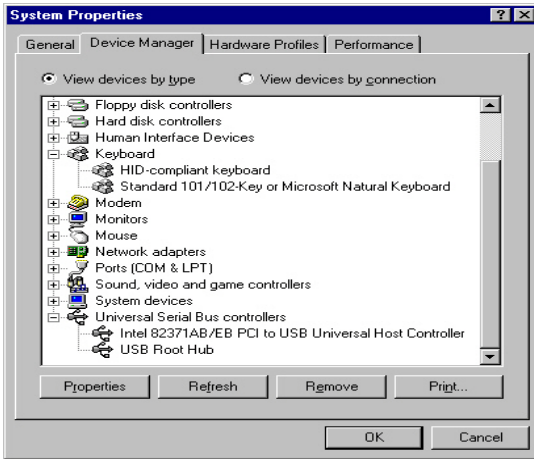 System Properties
General Device Manager Hardware Profiles Performance
View devices by type View devices by connection
Floppy disk controllers
Hard disk controllers
Human Interface Devices
Keyboard
HID-compliant keyboard
Standard 101/102-Key or Microsoft Natural Keyboard
Modem
Monitors
Mouse
Network adapters
Ports (COM & LPT)
Sound, video and game controllers
System devices
Universal Serial Bus controllers
Intel 82371AB/EB PCI to USB Universal Host Controller
USB Root Hub
Properties Refresh Remove Print...
OK Cancel